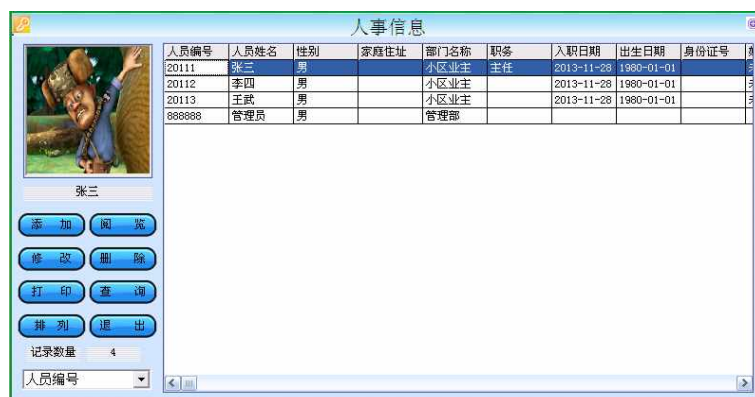 人事信息
人员编号 人员姓名 性别 家庭住址 部门名称 职务 入职日期 出生日期 身份证号
20111 张三 男 小区业主 主任 2013-11-28 1980-01-01
20112 李四 男 小区业主 2013-11-28 1980-01-01
20113 王武 男 小区业主 2013-11-28 1980-01-01
888888 管理员 男 管理部
张三
添 加 阅 览
修 改 删 除
打 印 查 询
排 列 退 出
记录数量 4
人员编号